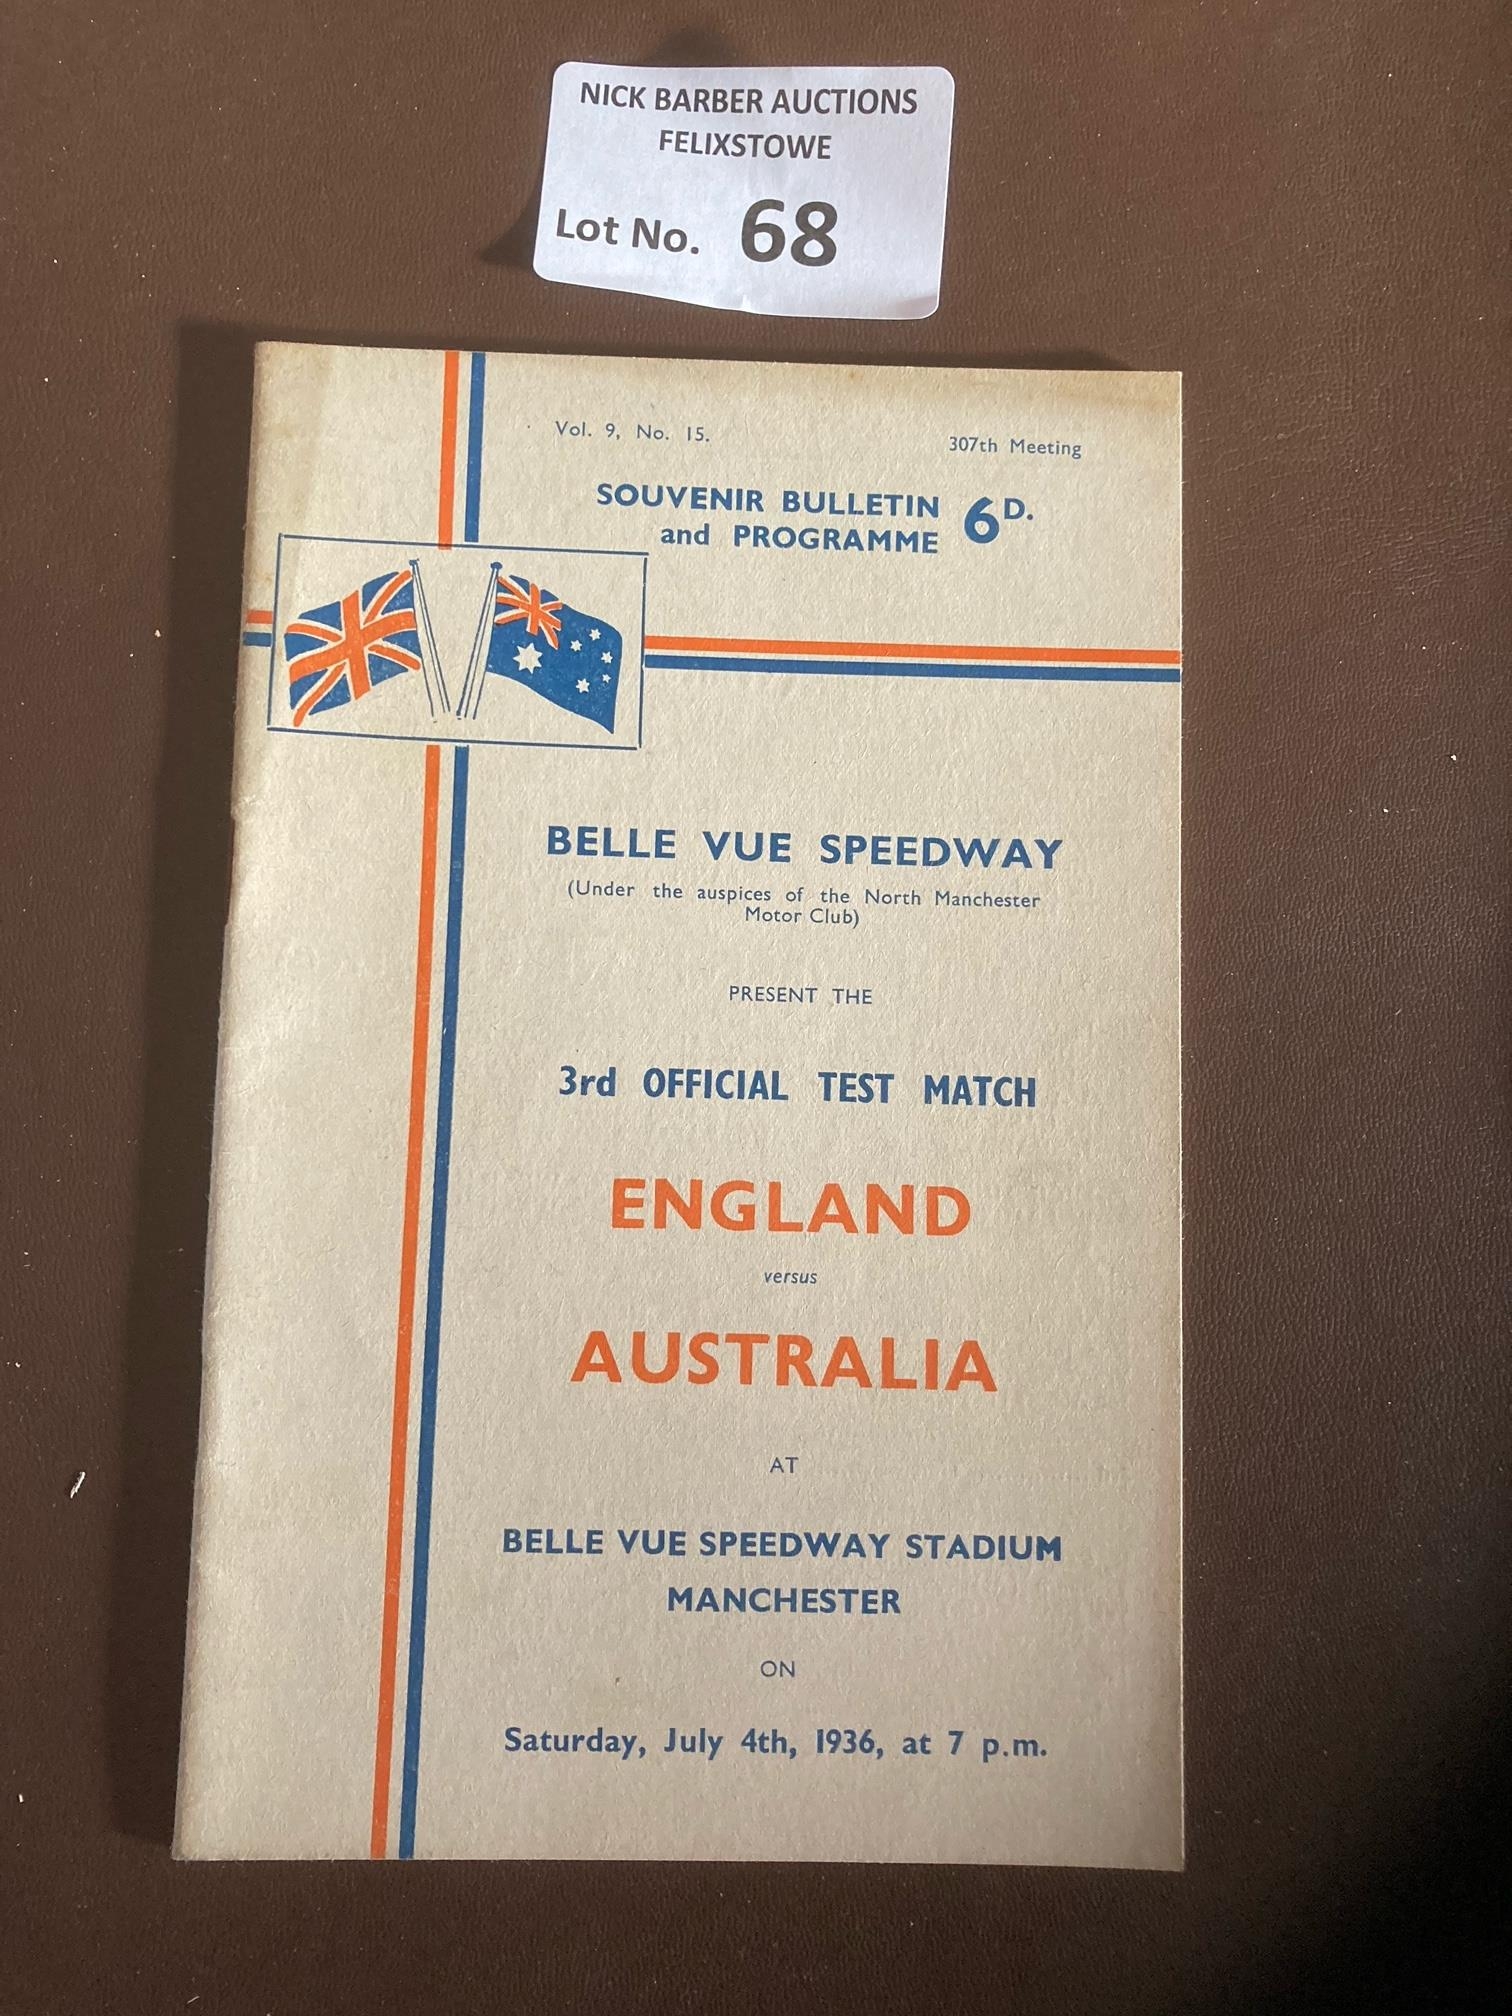 NICK BARBER AUCTIONS
FELIXSTOWE
Lot No. 68
Vol. 9, No. 15.
307th Meeting
SOUVENIR BULLETIN 6D.
and PROGRAMME
BELLE VUE SPEEDWAY
(Under the auspices of the North Manchester
Motor Club)
PRESENT THE
3rd OFFICIAL TEST MATCH
ENGLAND
versus
AUSTRALIA
AT
BELLE VUE SPEEDWAY STADIUM
MANCHESTER
ON
Saturday, July 4th, 1936, at 7 p.m.